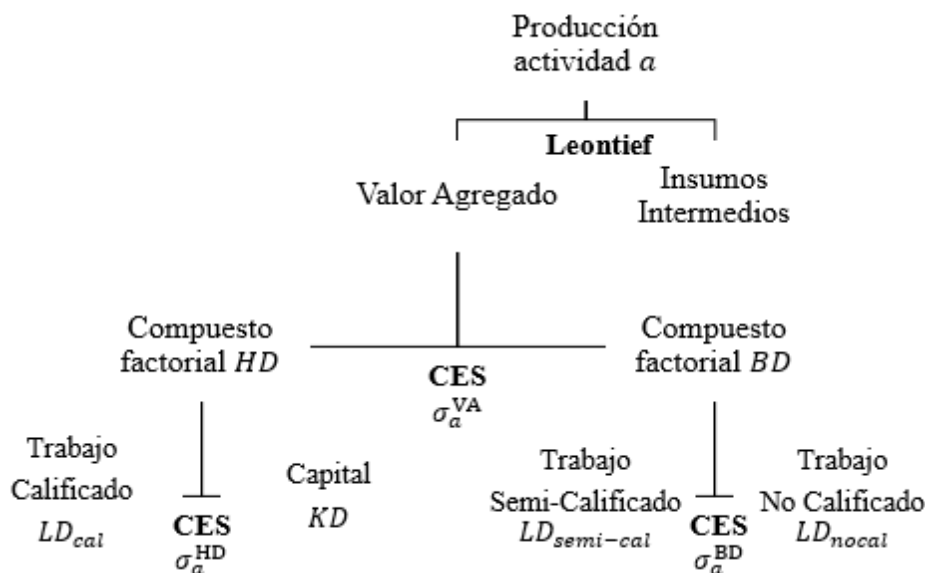 Producción
actividad a
Leontief
Valor Agregado
Insumos
Intermedios
Compuesto
factorial HD
CES
σ_a^VA
Compuesto
factorial BD
Trabajo
Calificado
LD_cal
CES
σ_a^HD
Capital
KD
Trabajo
Semi-Calificado
LD_semi-cal
CES
σ_a^BD
Trabajo
No Calificado
LD_nocal